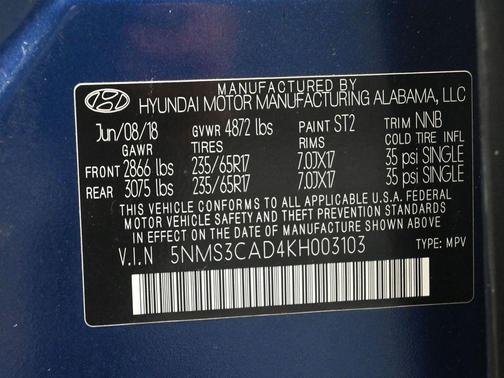 MANUFACTURED BY
HYUNDAI MOTOR MANUFACTURING ALABAMA, LLC
Jun/08/18 GVWR 4872 lbs PAINT ST2 TRIM NNB
GAWR TIRES RIMS COLD TIRE INFL
FRONT 2866 lbs 235/65R17 7.0JX17 35 psi SINGLE
REAR 3075 lbs 235/65R17 7.0JX17 35 psi SINGLE
THIS VEHICLE CONFORMS TO ALL APPLICABLE U.S.A. FEDERAL
MOTOR VEHICLE SAFETY AND THEFT PREVENTION STANDARDS
IN EFFECT ON THE DATE OF MANUFACTURE SHOWN ABOVE
V.I.N 5NMS3CAD4KH003103 TYPE: MPV